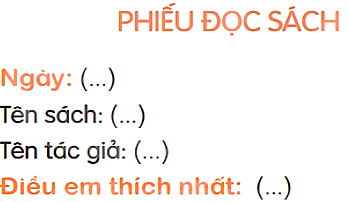 PHIẾU ĐỌC SÁCH
Ngày: (...)
Tên sách: (...)
Tên tác giả: (...)
Điều em thích nhất: (...)